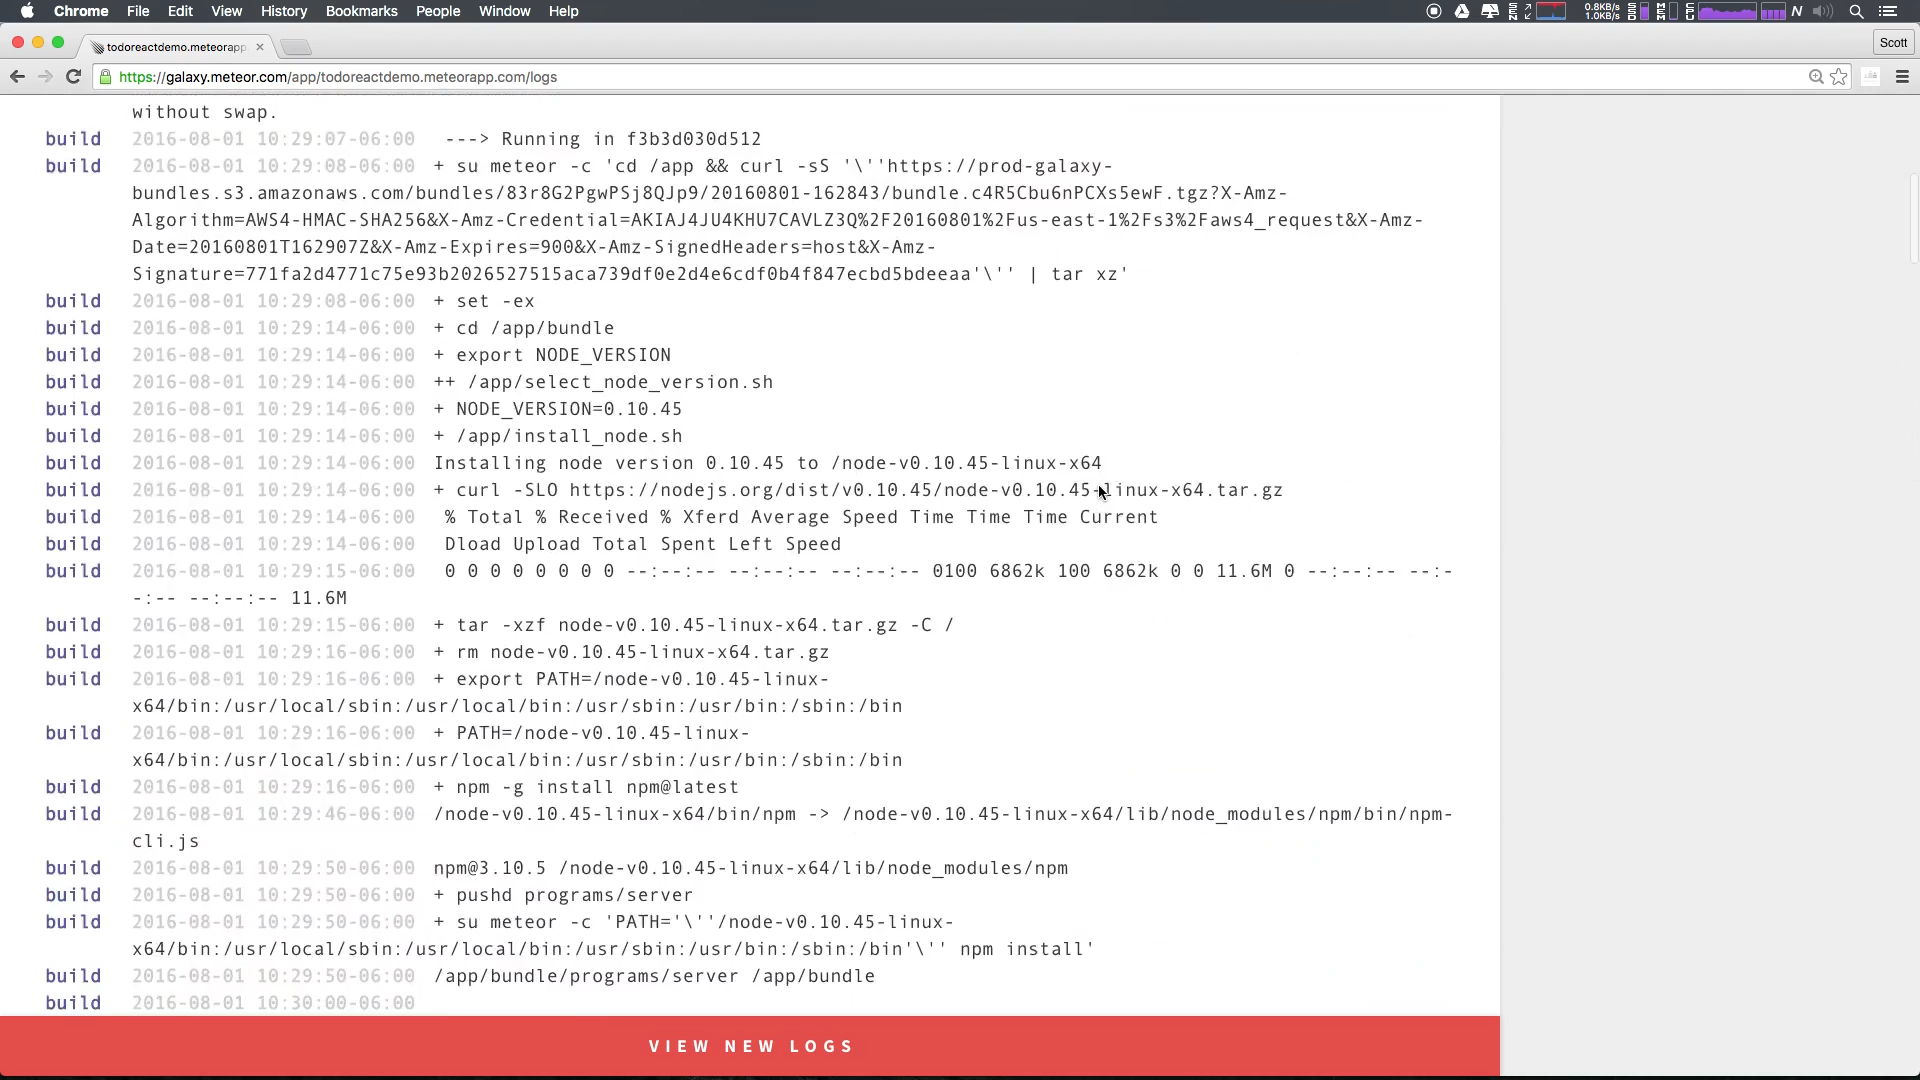 Chrome File Edit View History Bookmarks People Window Help
0.8KB/s
1.0KB/s
todoreactdemo.meteorapp
Scott
https://galaxy.meteor.com/app/todoreactdemo.meteorapp.com/logs
without swap.
build 2016-08-01 10:29:07-06:00 ---> Running in f3b3d030d512
build 2016-08-01 10:29:08-06:00 + su meteor -c 'cd /app && curl -sS '\''https://prod-galaxy-
bundles.s3.amazonaws.com/bundles/83r8G2PgwPSj8QJp9/20160801-162843/bundle.c4R5Cbu6nPCXs5ewF.tgz?X-Amz-
Algorithm=AWS4-HMAC-SHA256&X-Amz-Credential=AKIAJ4JU4KHU7CAVLZ3Q%2F20160801%2Fus-east-1%2Fs3%2Faws4_request&X-Amz-
Date=20160801T162907Z&X-Amz-Expires=900&X-Amz-SignedHeaders=host&X-Amz-
Signature=771fa2d4771c75e93b2026527515aca739df0e2d4e6cdf0b4f847ecbd5bdeeaa'\'' | tar xz'
build 2016-08-01 10:29:08-06:00 + set -ex
build 2016-08-01 10:29:14-06:00 + cd /app/bundle
build 2016-08-01 10:29:14-06:00 + export NODE_VERSION
build 2016-08-01 10:29:14-06:00 ++ /app/select_node_version.sh
build 2016-08-01 10:29:14-06:00 + NODE_VERSION=0.10.45
build 2016-08-01 10:29:14-06:00 + /app/install_node.sh
build 2016-08-01 10:29:14-06:00 Installing node version 0.10.45 to /node-v0.10.45-linux-x64
build 2016-08-01 10:29:14-06:00 + curl -SLO https://nodejs.org/dist/v0.10.45/node-v0.10.45-linux-x64.tar.gz
build 2016-08-01 10:29:14-06:00 % Total % Received % Xferd Average Speed Time Time Time Current
build 2016-08-01 10:29:14-06:00 Dload Upload Total Spent Left Speed
build 2016-08-01 10:29:15-06:00 0 0 0 0 0 0 0 0 --:--:-- --:--:-- --:--:-- 0100 6862k 100 6862k 0 0 11.6M 0 --:--:-- --:-
-:-- --:--:-- 11.6M
build 2016-08-01 10:29:15-06:00 + tar -xzf node-v0.10.45-linux-x64.tar.gz -C /
build 2016-08-01 10:29:16-06:00 + rm node-v0.10.45-linux-x64.tar.gz
build 2016-08-01 10:29:16-06:00 + export PATH=/node-v0.10.45-linux-
x64/bin:/usr/local/sbin:/usr/local/bin:/usr/sbin:/usr/bin:/sbin:/bin
build 2016-08-01 10:29:16-06:00 + PATH=/node-v0.10.45-linux-
x64/bin:/usr/local/sbin:/usr/local/bin:/usr/sbin:/usr/bin:/sbin:/bin
build 2016-08-01 10:29:16-06:00 + npm -g install npm@latest
build 2016-08-01 10:29:46-06:00 /node-v0.10.45-linux-x64/bin/npm -> /node-v0.10.45-linux-x64/lib/node_modules/npm/bin/npm-
cli.js
build 2016-08-01 10:29:50-06:00 npm@3.10.5 /node-v0.10.45-linux-x64/lib/node_modules/npm
build 2016-08-01 10:29:50-06:00 + pushd programs/server
build 2016-08-01 10:29:50-06:00 + su meteor -c 'PATH='\''/node-v0.10.45-linux-
x64/bin:/usr/local/sbin:/usr/local/bin:/usr/sbin:/usr/bin:/sbin:/bin'\'' npm install'
build 2016-08-01 10:29:50-06:00 /app/bundle/programs/server /app/bundle
build 2016-08-01 10:30:00-06:00
VIEW NEW LOGS